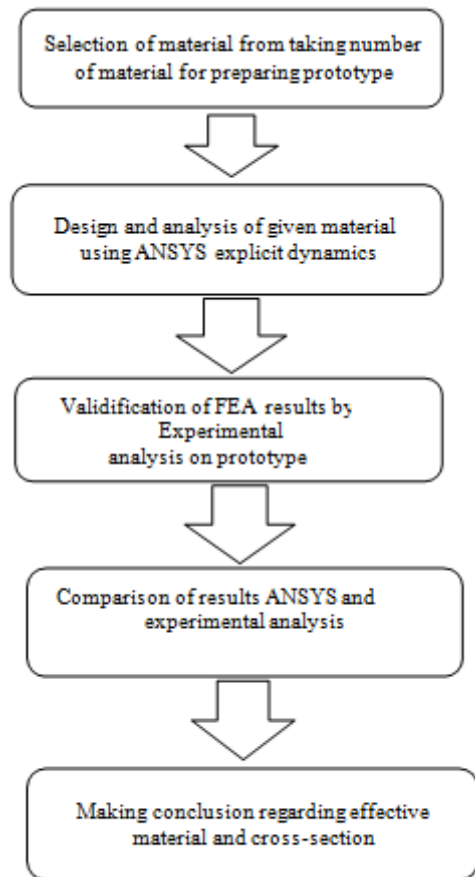 Selection of material from taking number
of material for preparing prototype
Design and analysis of given material
using ANSYS explicit dynamics
Validification of FEA results by
Experimental
analysis on prototype
Comparison of results ANSYS and
experimental analysis
Making conclusion regarding effective
material and cross-section